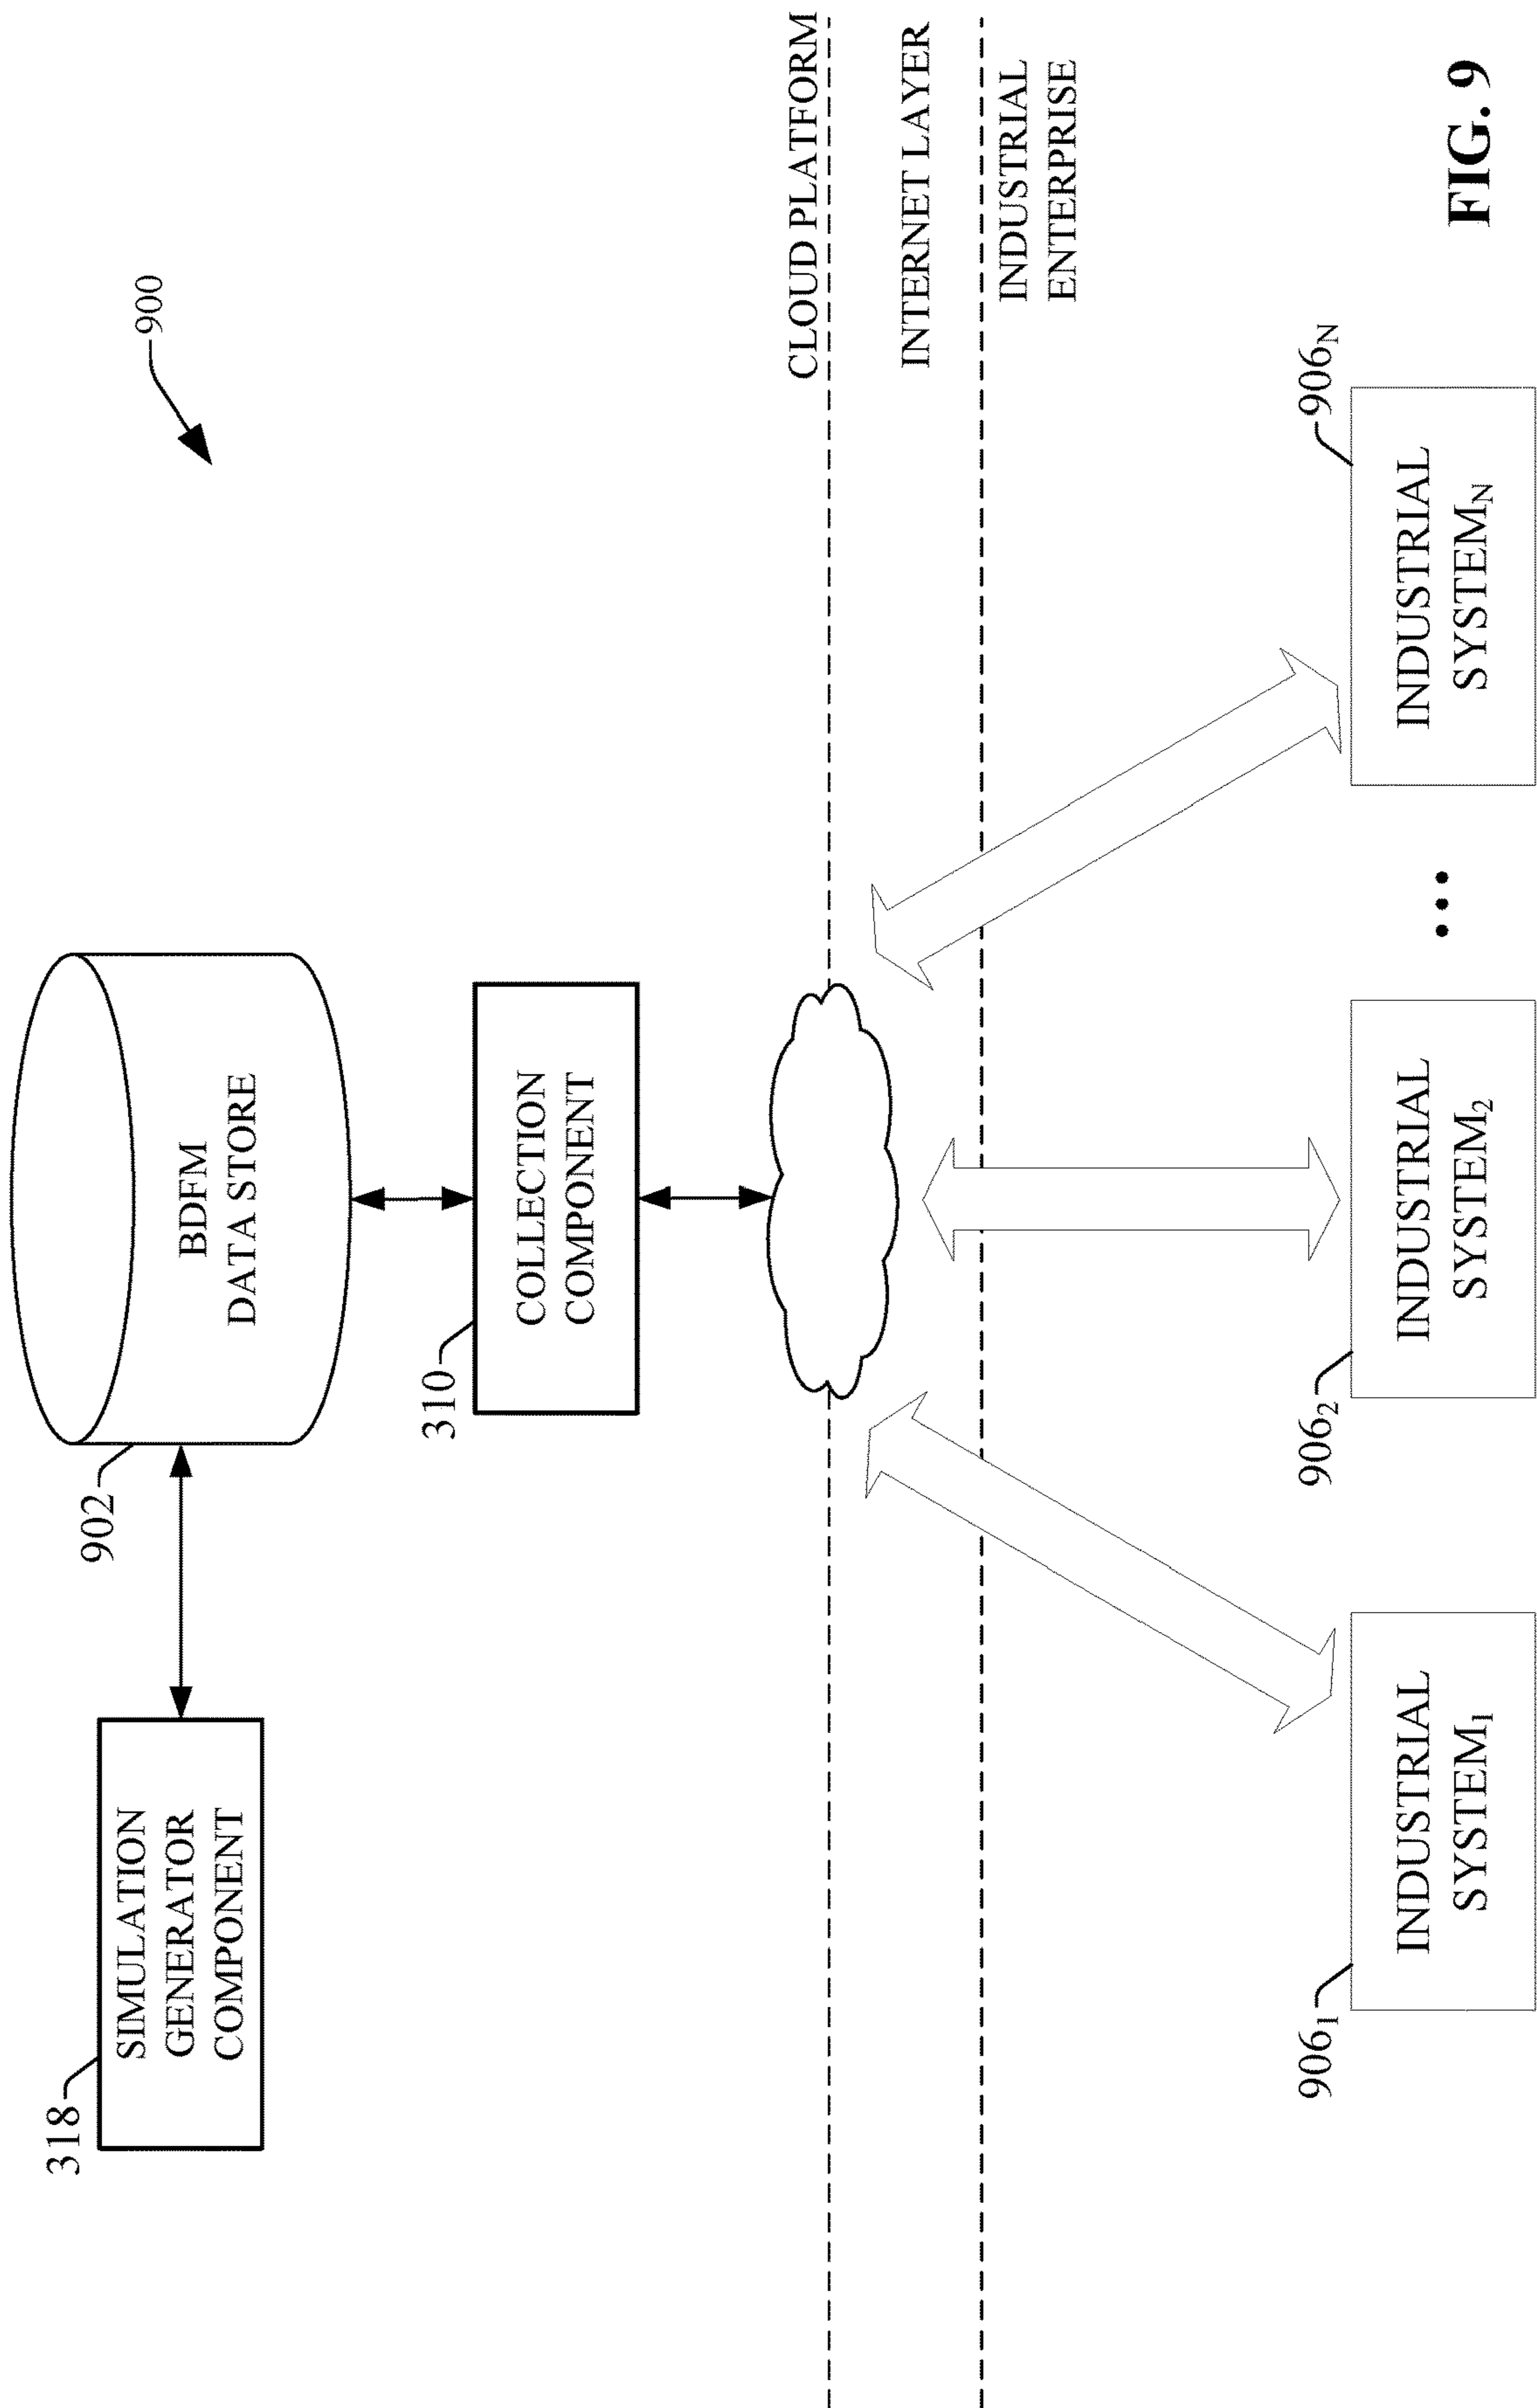 900
318
SIMULATION
GENERATOR
COMPONENT
902
BDFM
DATA STORE
310
COLLECTION
COMPONENT
CLOUD PLATFORM
INTERNET LAYER
INDUSTRIAL
ENTERPRISE
906₁
INDUSTRIAL
SYSTEM₁
906₂
INDUSTRIAL
SYSTEM₂
...
906N
INDUSTRIAL
SYSTEMN
FIG. 9